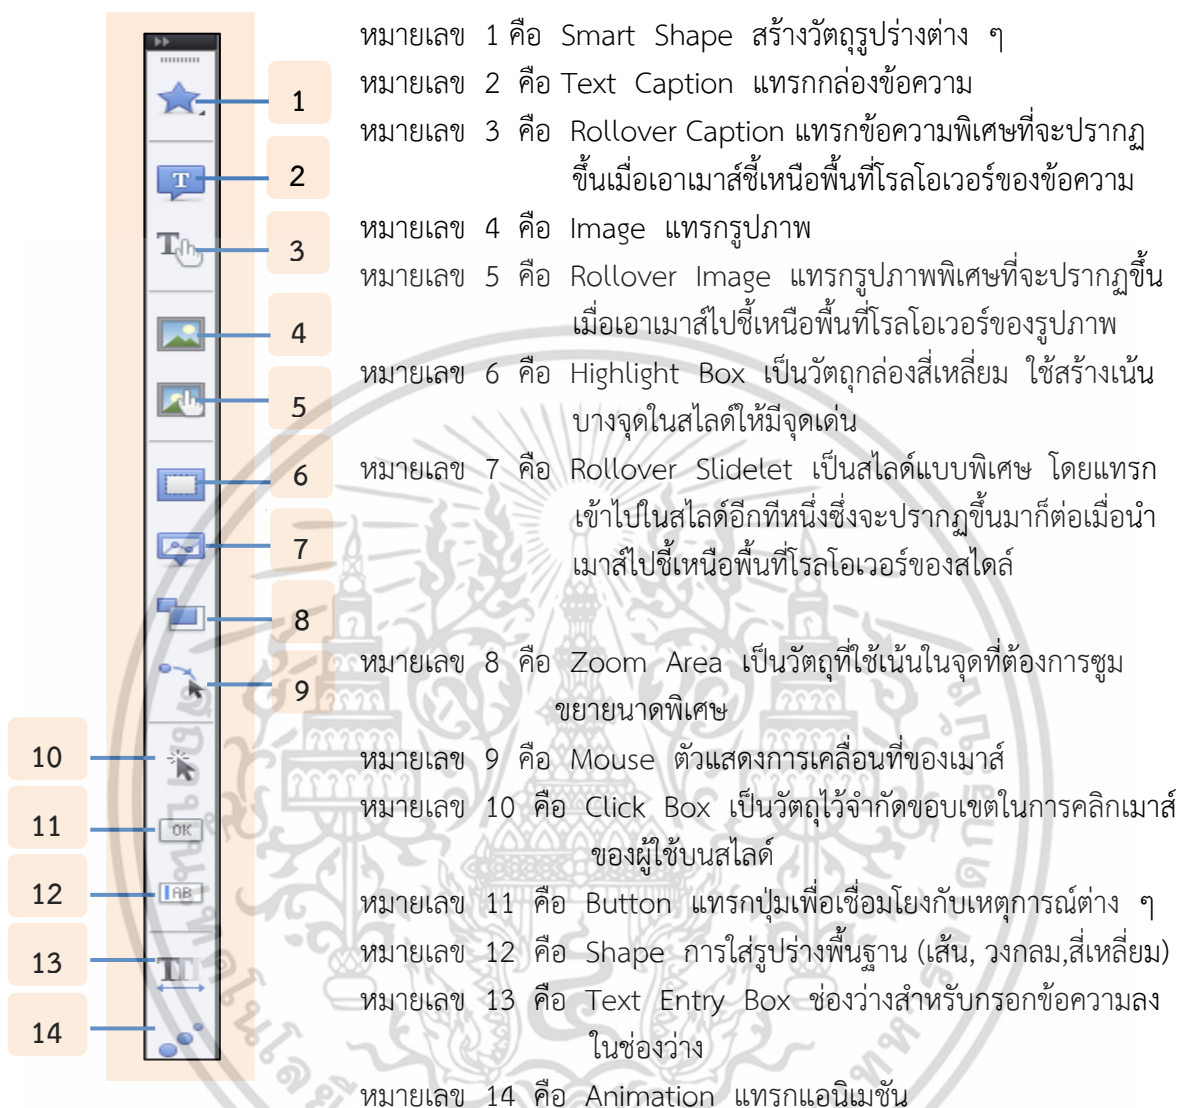 หมายเลข 1 คือ Smart Shape สร้างวัตถุรูปร่างต่าง ๆ
1
หมายเลข 2 คือ Text Caption แทรกกล่องข้อความ
หมายเลข 3 คือ Rollover Caption แทรกข้อความพิเศษที่จะปรากฏ
2
ขึ้นเมื่อเอาเมาส์ชี้เหนือพื้นที่โรลโอเวอร์ของข้อความ
T
หมายเลข 4 คือ Image แทรกรูปภาพ
3
T
หมายเลข 5 คือ Rollover Image แทรกรูปภาพพิเศษที่จะปรากฏขึ้น
เมื่อเอาเมาส์ไปชี้เหนือพื้นที่โรลโอเวอร์ของรูปภาพ
4
หมายเลข 6 คือ Highlight Box เป็นวัตถุกล่องสี่เหลี่ยม ใช้สร้างเน้น
5
บางจุดในสไลด์ให้มีจุดเด่น
หมายเลข 7 คือ Rollover Slidelet เป็นสไลด์แบบพิเศษ โดยแทรก
6
เข้าไปในสไลด์อีกทีหนึ่งซึ่งจะปรากฏขึ้นมาก็ต่อเมื่อนำ
7
เมาส์ไปชี้เหนือพื้นที่โรลโอเวอร์ของสไดล์
8
หมายเลข 8 คือ Zoom Area เป็นวัตถุที่ใช้เน้นในจุดที่ต้องการซูม
9
ขยายนาดพิเศษ
หมายเลข 9 คือ Mouse ตัวแสดงการเคลื่อนที่ของเมาส์
10
หมายเลข 10 คือ Click Box เป็นวัตถุไว้จำกัดขอบเขตในการคลิกเมาส์
11
OK
ของผู้ใช้บนสไลด์
12
AB
หมายเลข 11 คือ Button แทรกปุ่มเพื่อเชื่อมโยงกับเหตุการณ์ต่าง ๆ
หมายเลข 12 คือ Shape การใส่รูปร่างพื้นฐาน (เส้น, วงกลม,สี่เหลี่ยม)
13
หมายเลข 13 คือ Text Entry Box ช่องว่างสำหรับกรอกข้อความลง
14
ในช่องว่าง
หมายเลข 14 คือ Animation แทรกแอนิเมชัน